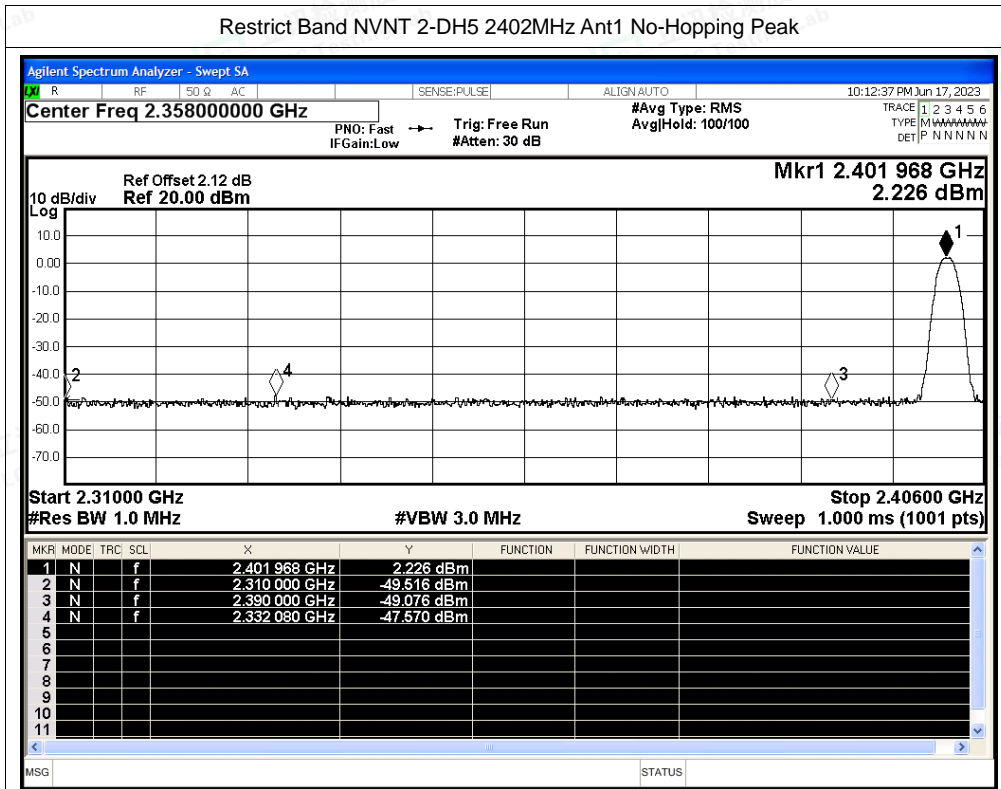 Restrict Band NVNT 2-DH5 2402MHz Ant1 No-Hopping Peak
Agilent Spectrum Analyzer - Swept SA
LXI R RF 50 Ω AC SENSE:PULSE ALIGNAUTO 10:12:37 PM Jun 17, 2023
Center Freq 2.358000000 GHz #Avg Type: RMS TRACE 1 2 3 4 5 6
PNO: Fast Trig: Free Run Avg|Hold: 100/100 TYPE M
IFGain:Low #Atten: 30 dB DET P N N N N N
Mkr1 2.401 968 GHz
Ref Offset 2.12 dB
10 dB/div Ref 20.00 dBm 2.226 dBm
Log
10.0
1
0.00
-10.0
-20.0
-30.0
-40.0
2 4 3
-50.0
-60.0
-70.0
Start 2.31000 GHz Stop 2.40600 GHz
#Res BW 1.0 MHz #VBW 3.0 MHz Sweep 1.000 ms (1001 pts)
MKR MODE TRC SCL X Y FUNCTION FUNCTION WIDTH FUNCTION VALUE
1 N f 2.401 968 GHz 2.226 dBm
2 N f 2.310 000 GHz -49.516 dBm
3 N f 2.390 000 GHz -49.076 dBm
4 N f 2.332 080 GHz -47.570 dBm
5
6
7
8
9
10
11
MSG STATUS